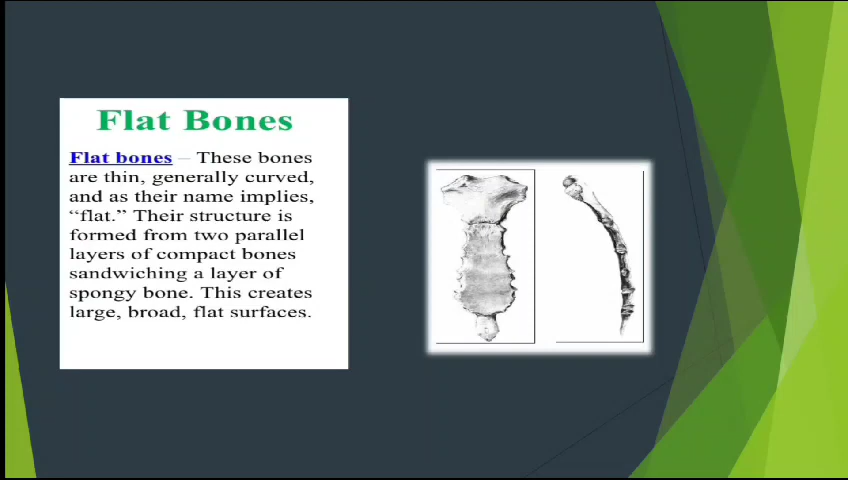 Flat Bones
Flat bones – These bones
are thin, generally curved,
and as their name implies,
“flat.” Their structure is
formed from two parallel
layers of compact bones
sandwiching a layer of
spongy bone. This creates
large, broad, flat surfaces.